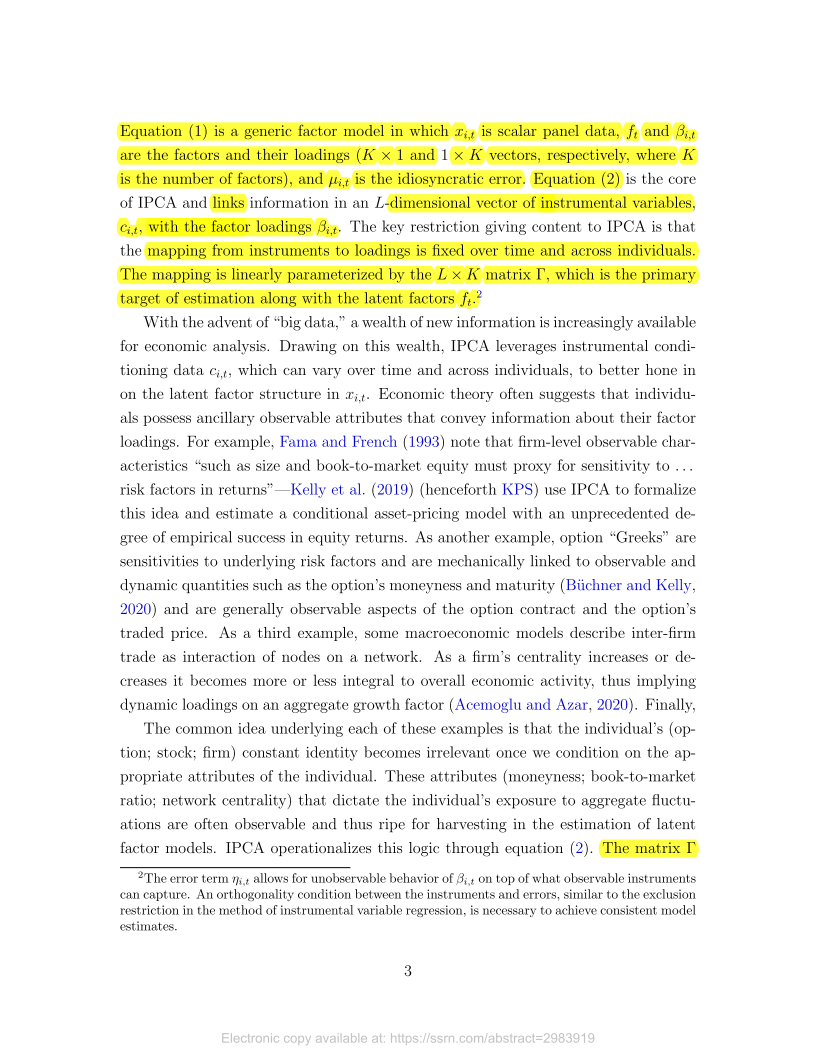 Equation (1) is a generic factor model in which x_{i,t} is scalar panel data, f_t and β_{i,t}
are the factors and their loadings (K × 1 and 1 × K vectors, respectively, where K
is the number of factors), and μ_{i,t} is the idiosyncratic error. Equation (2) is the core
of IPCA and links information in an L-dimensional vector of instrumental variables,
c_{i,t}, with the factor loadings β_{i,t}. The key restriction giving content to IPCA is that
the mapping from instruments to loadings is fixed over time and across individuals.
The mapping is linearly parameterized by the L × K matrix Γ, which is the primary
target of estimation along with the latent factors f_t.²
With the advent of “big data,” a wealth of new information is increasingly available
for economic analysis. Drawing on this wealth, IPCA leverages instrumental condi-
tioning data c_{i,t}, which can vary over time and across individuals, to better hone in
on the latent factor structure in x_{i,t}. Economic theory often suggests that individu-
als possess ancillary observable attributes that convey information about their factor
loadings. For example, Fama and French (1993) note that firm-level observable char-
acteristics “such as size and book-to-market equity must proxy for sensitivity to . . .
risk factors in returns”—Kelly et al. (2019) (henceforth KPS) use IPCA to formalize
this idea and estimate a conditional asset-pricing model with an unprecedented de-
gree of empirical success in equity returns. As another example, option “Greeks” are
sensitivities to underlying risk factors and are mechanically linked to observable and
dynamic quantities such as the option’s moneyness and maturity (Büchner and Kelly,
2020) and are generally observable aspects of the option contract and the option’s
traded price. As a third example, some macroeconomic models describe inter-firm
trade as interaction of nodes on a network. As a firm’s centrality increases or de-
creases it becomes more or less integral to overall economic activity, thus implying
dynamic loadings on an aggregate growth factor (Acemoglu and Azar, 2020). Finally,
The common idea underlying each of these examples is that the individual’s (op-
tion; stock; firm) constant identity becomes irrelevant once we condition on the ap-
propriate attributes of the individual. These attributes (moneyness; book-to-market
ratio; network centrality) that dictate the individual’s exposure to aggregate fluctu-
ations are often observable and thus ripe for harvesting in the estimation of latent
factor models. IPCA operationalizes this logic through equation (2). The matrix Γ
²The error term η_{i,t} allows for unobservable behavior of β_{i,t} on top of what observable instruments
can capture. An orthogonality condition between the instruments and errors, similar to the exclusion
restriction in the method of instrumental variable regression, is necessary to achieve consistent model
estimates.
3
Electronic copy available at: https://ssrn.com/abstract=2983919